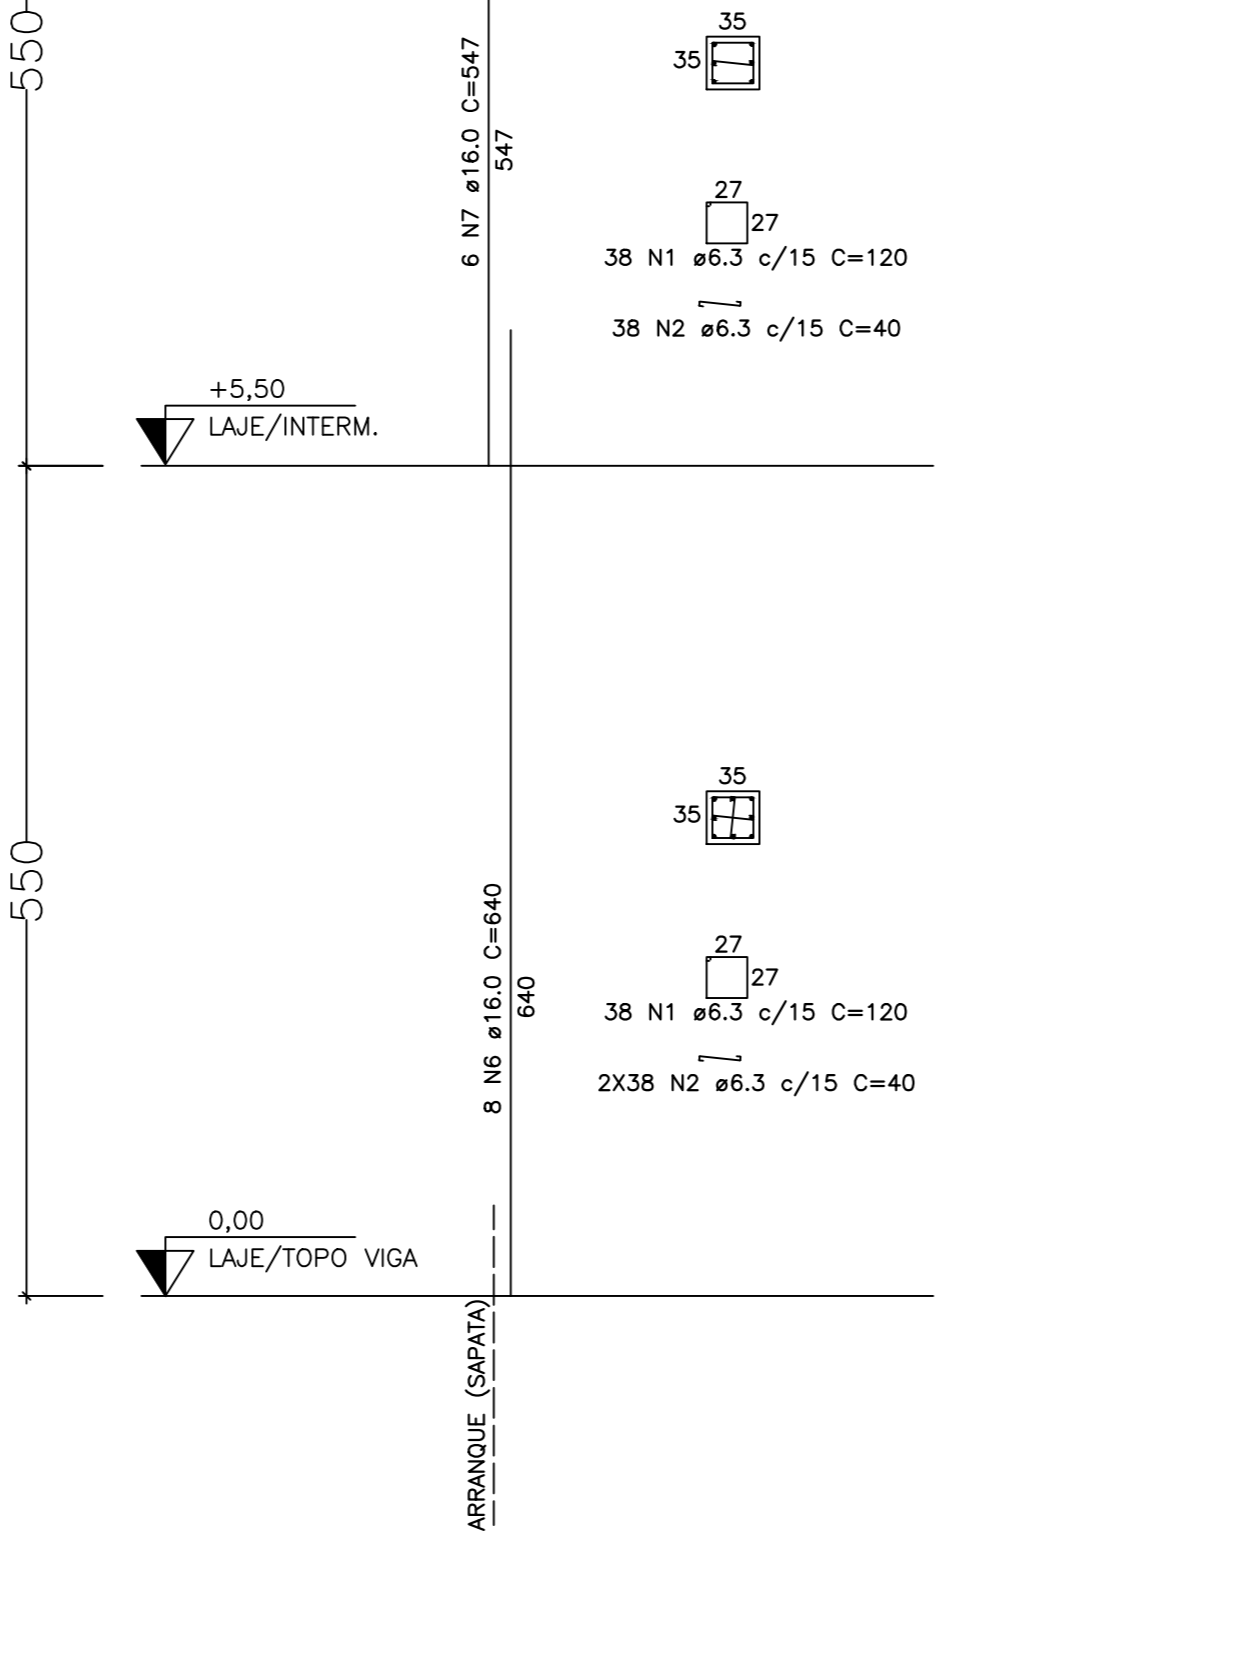 550
6 N7 ø16.0 C=547
547
35
35
27
27
38 N1 ø6.3 c/15 C=120
38 N2 ø6.3 c/15 C=40
+5,50
LAJE/INTERM.
550
8 N6 ø16.0 C=640
640
35
35
27
27
38 N1 ø6.3 c/15 C=120
2X38 N2 ø6.3 c/15 C=40
0,00
LAJE/TOPO VIGA
ARRANQUE (SAPATA)